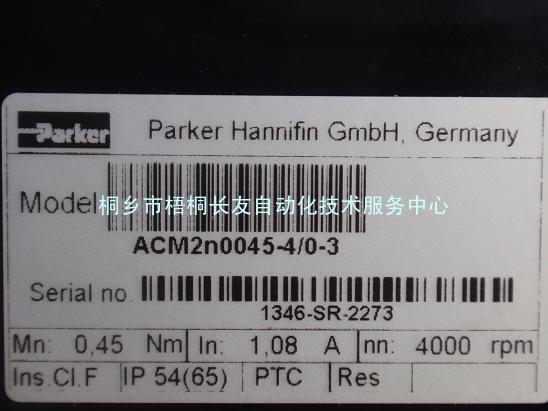 Parker Parker Hannifin GmbH, Germany
Model
桐乡市梧桐长友自动化技术服务中心
ACM2n0045-4/0-3
Serial no.
1346-SR-2273
Mn: 0,45 Nm In: 1,08 A nn: 4000 rpm
Ins.Cl.F IP 54(65) PTC Res